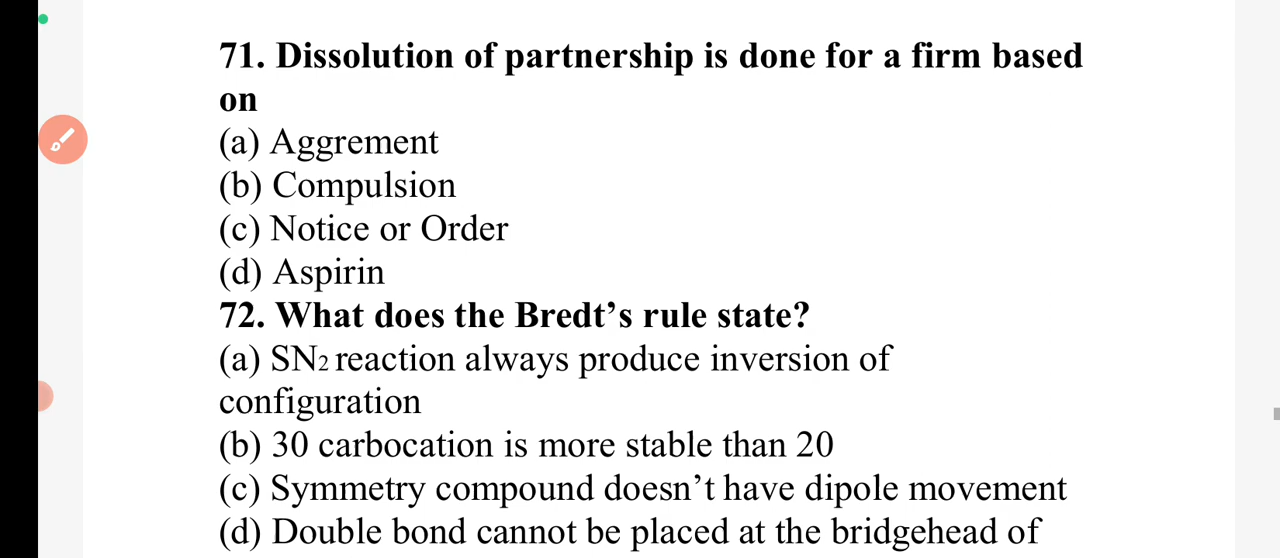 71. Dissolution of partnership is done for a firm based
on
(a) Aggrement
(b) Compulsion
(c) Notice or Order
(d) Aspirin
72. What does the Bredt’s rule state?
(a) SN2 reaction always produce inversion of
configuration
(b) 30 carbocation is more stable than 20
(c) Symmetry compound doesn’t have dipole movement
(d) Double bond cannot be placed at the bridgehead of